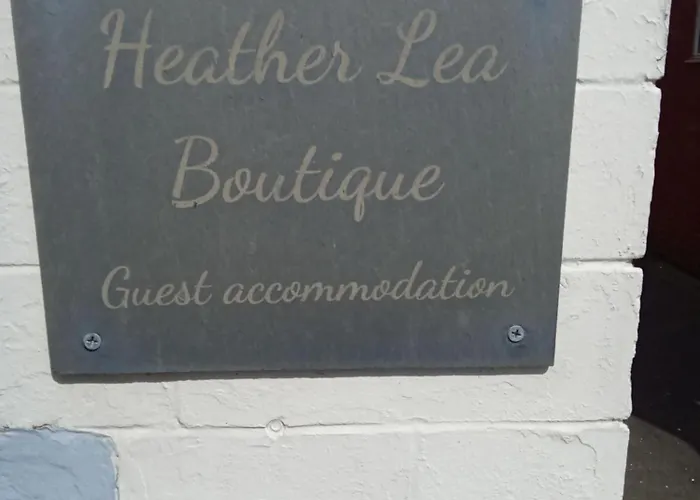 Heather Lea
Boutique
Guest accommodation